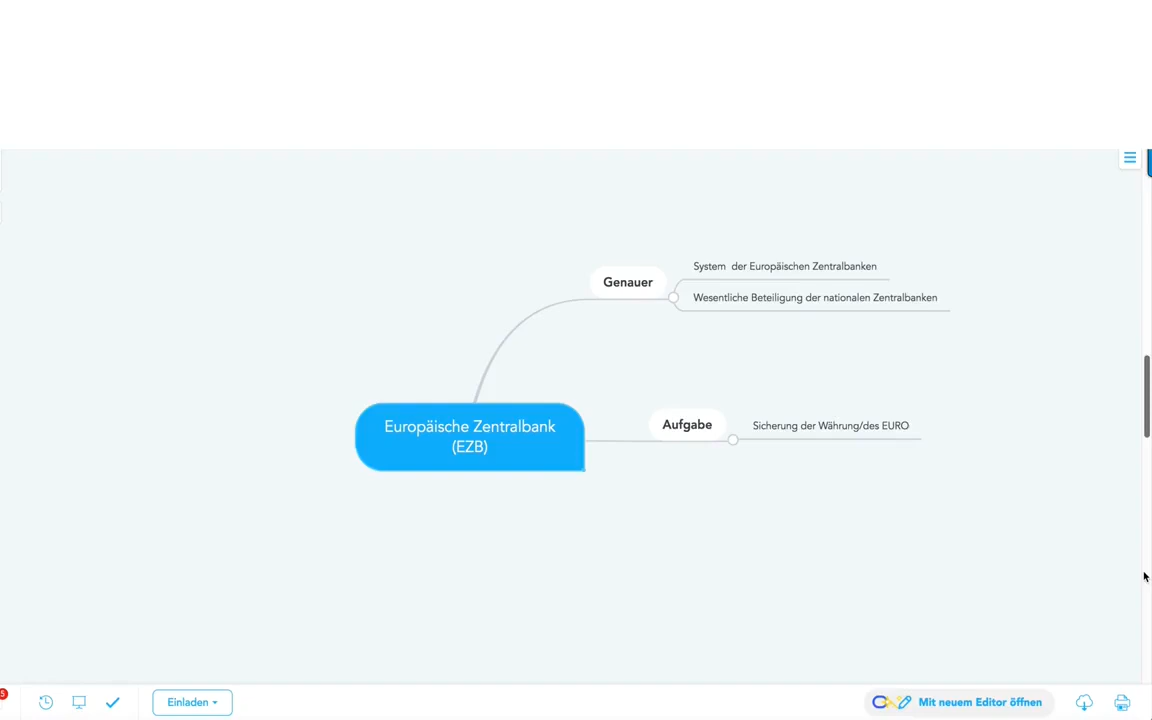 Genauer
System  der Europäischen Zentralbanken
Wesentliche Beteiligung der nationalen Zentralbanken
Europäische Zentralbank
(EZB)
Aufgabe
Sicherung der Währung/des EURO
5
Einladen
Mit neuem Editor öffnen